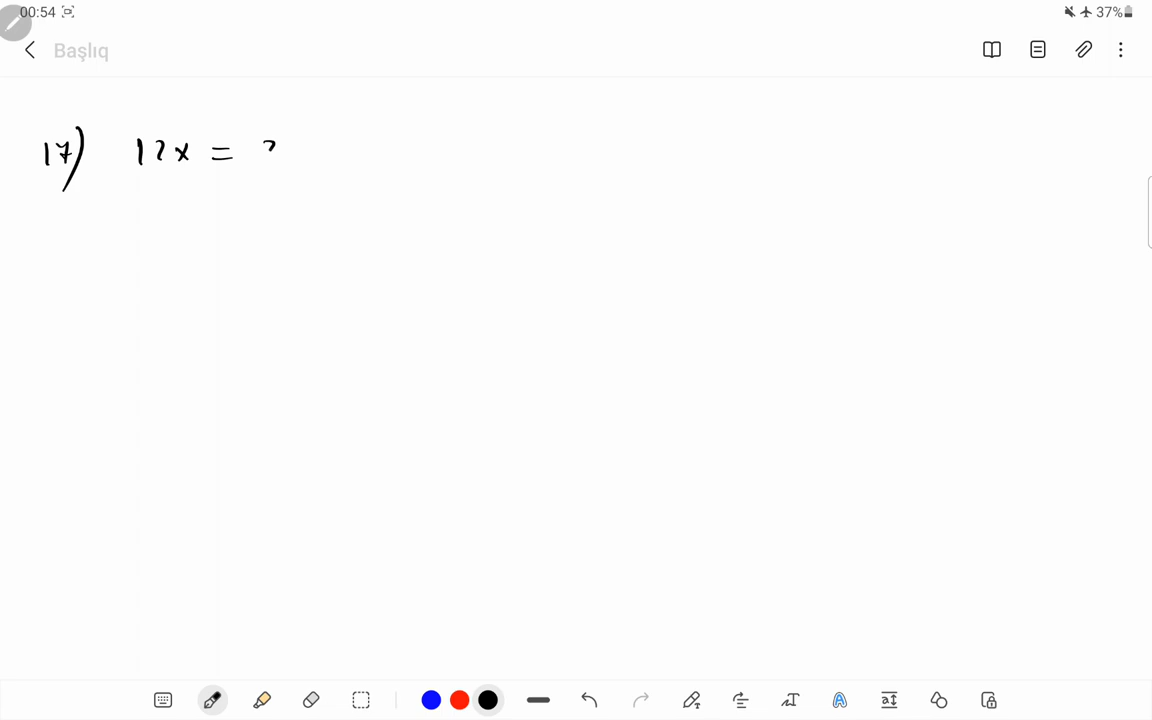 00:54 37%
Başlıq
17) 12x = ?